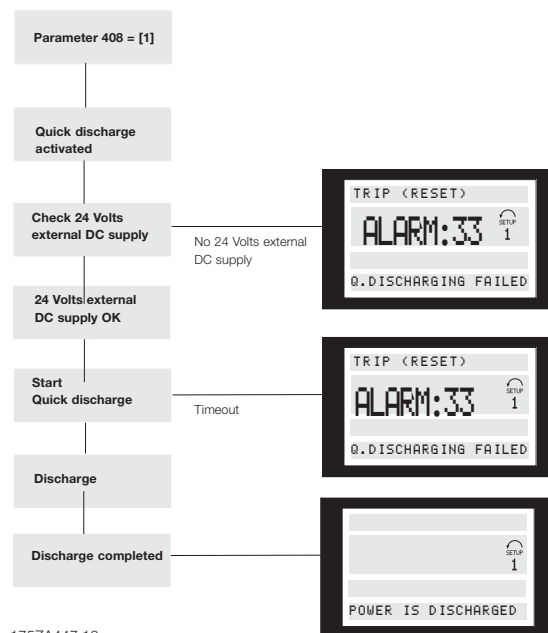 Parameter 408 = [1]
Quick discharge
activated
Check 24 Volts
external DC supply
No 24 Volts external
DC supply
TRIP (RESET)
ALARM:33
SETUP
1
Q.DISCHARGING FAILED
24 Volts external
DC supply OK
Start
Quick discharge
Timeout
TRIP (RESET)
ALARM:33
SETUP
1
Q.DISCHARGING FAILED
Discharge
Discharge completed
SETUP
1
POWER IS DISCHARGED